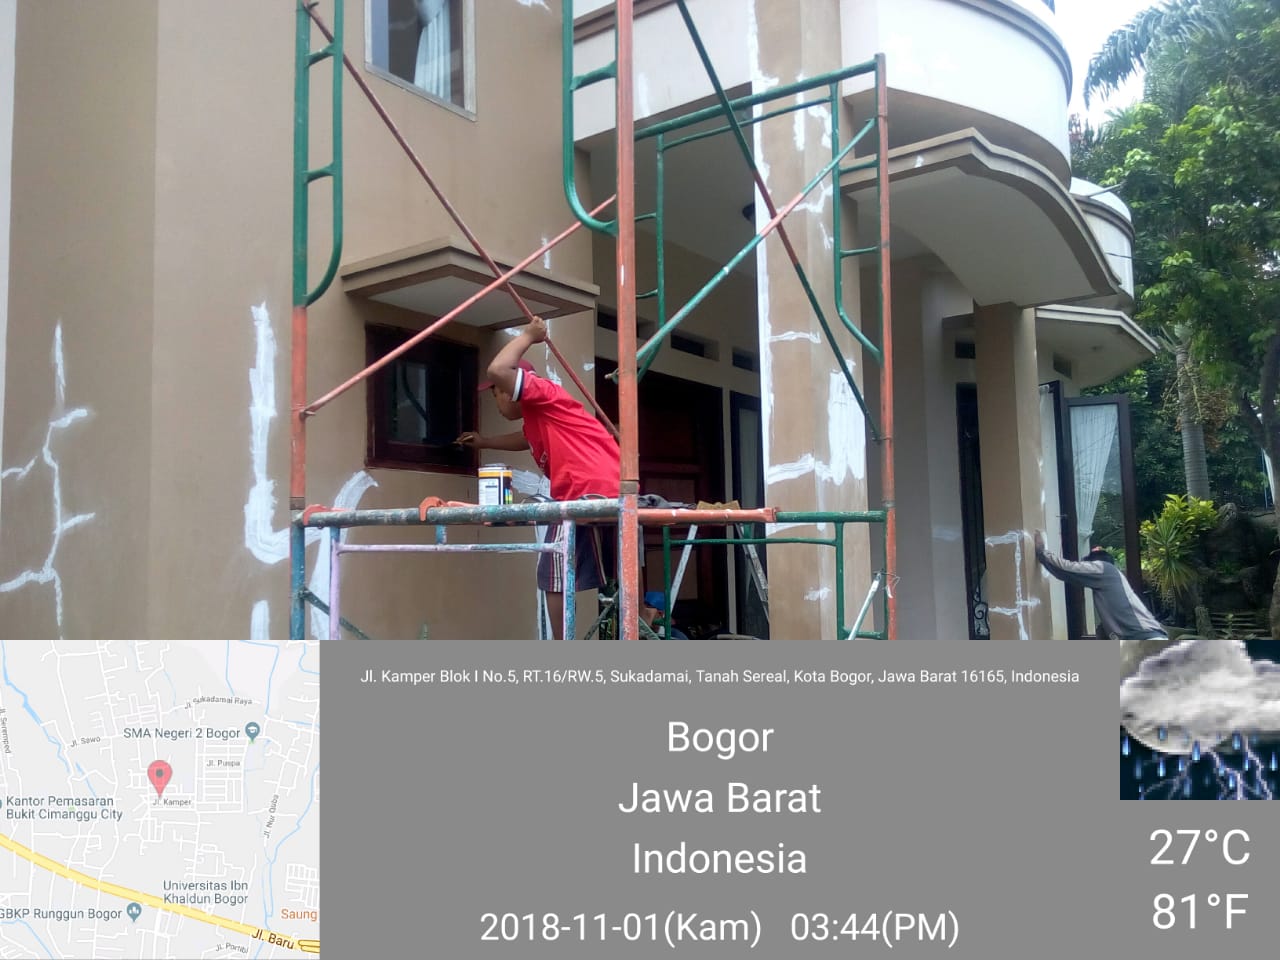 Jl. Kamper Blok I No.5, RT.16/RW.5, Sukadamai, Tanah Sereal, Kota Bogor, Jawa Barat 16165, Indonesia
Bogor
Jawa Barat
Indonesia
2018-11-01(Kam) 03:44(PM)
27°C
81°F
Jl. Sukadamai Raya
SMA Negeri 2 Bogor
Jl. Sawo
Jl. Puspa
Jl. Kamper
Kantor Pemasaran
Bukit Cimanggu City
Jl. Nur Quba
Universitas Ibn
Khaldun Bogor
GBKP Runggun Bogor
Saung
Jl. Baru